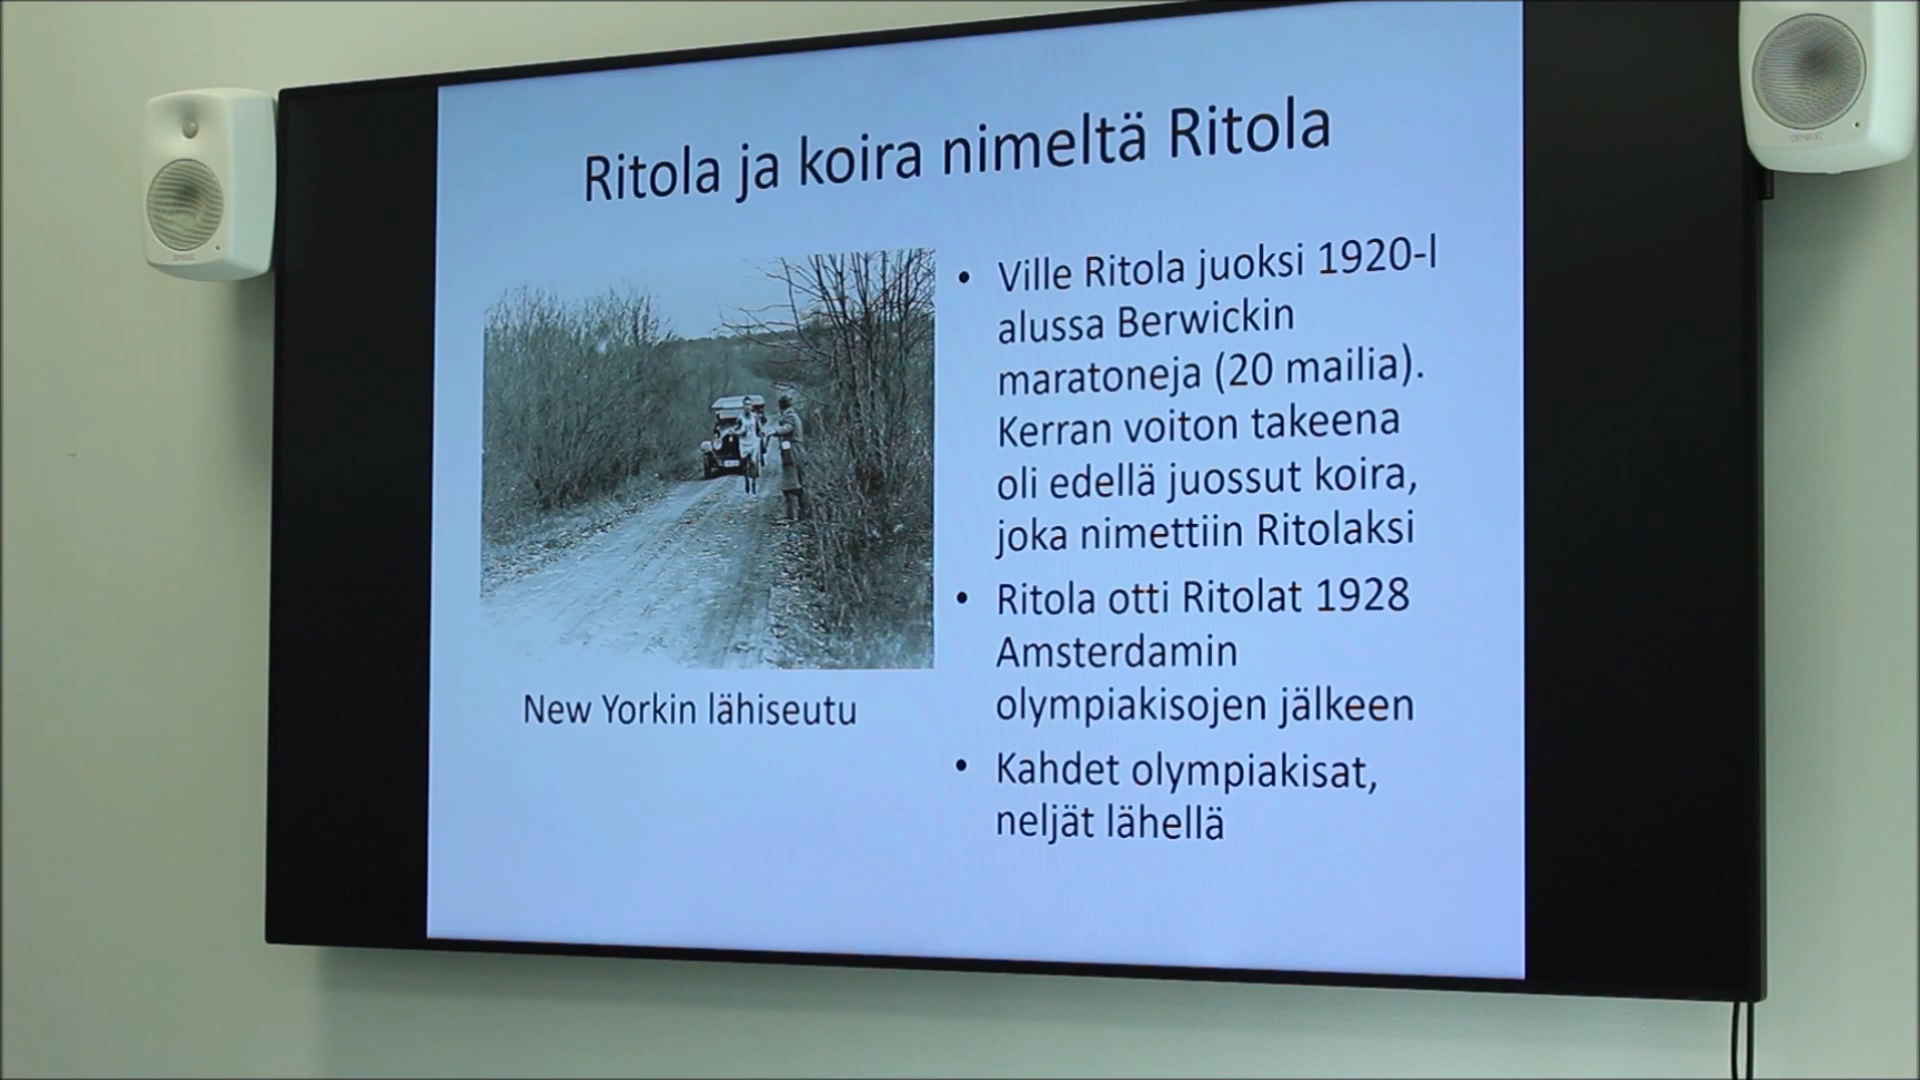 Ritola ja koira nimeltä Ritola
New Yorkin lähiseutu
• Ville Ritola juoksi 1920-l
alussa Berwickin
maratoneja (20 mailia).
Kerran voiton takeena
oli edellä juossut koira,
joka nimettiin Ritolaksi
• Ritola otti Ritolat 1928
Amsterdamin
olympiakisojen jälkeen
• Kahdet olympiakisat,
neljät lähellä